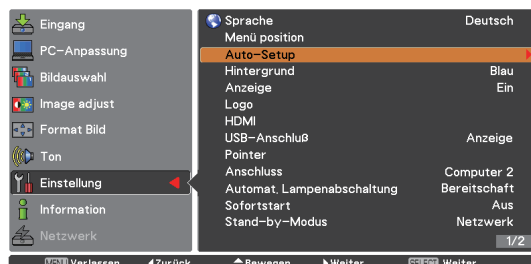 Eingang
PC-Anpassung
Bildauswahl
Image adjust
Format Bild
Ton
Einstellung
Information
Netzwerk
Sprache Deutsch
Menü position
Auto-Setup
Hintergrund Blau
Anzeige Ein
Logo
HDMI
USB-Anschluß Anzeige
Pointer
Anschluss Computer 2
Automat. Lampenabschaltung Bereitschaft
Sofortstart Aus
Stand-by-Modus Netzwerk
1/2
MENU Verlassen Zurück Bewegen Weiter SELECT Weiter